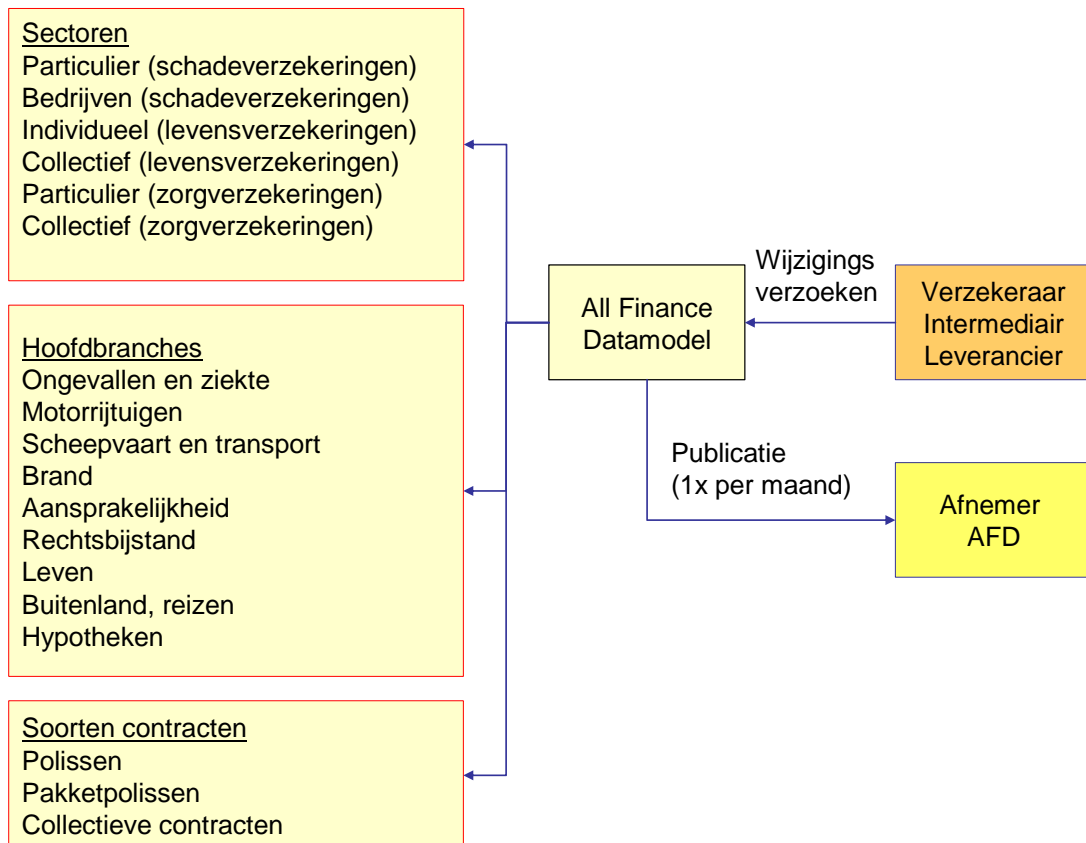 Sectoren
Particulier (schadeverzekeringen)
Bedrijven (schadeverzekeringen)
Individueel (levensverzekeringen)
Collectief (levensverzekeringen)
Particulier (zorgverzekeringen)
Collectief (zorgverzekeringen)
Hoofdbranches
Ongevallen en ziekte
Motorrijtuigen
Scheepvaart en transport
Brand
Aansprakelijkheid
Rechtsbijstand
Leven
Buitenland, reizen
Hypotheken
Soorten contracten
Polissen
Pakketpolissen
Collectieve contracten
All Finance
Datamodel
Wijzigings
verzoeken
Verzekeraar
Intermediair
Leverancier
Publicatie
(1x per maand)
Afnemer
AFD